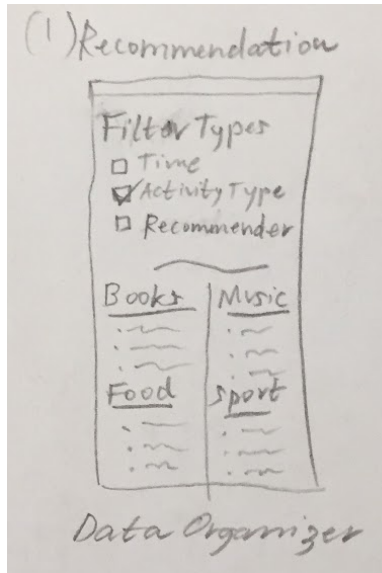 (1) Recommendation
Filter Types
Time
Activity Type
Recommender
Books
Music
Food
Sport
Data Organizer